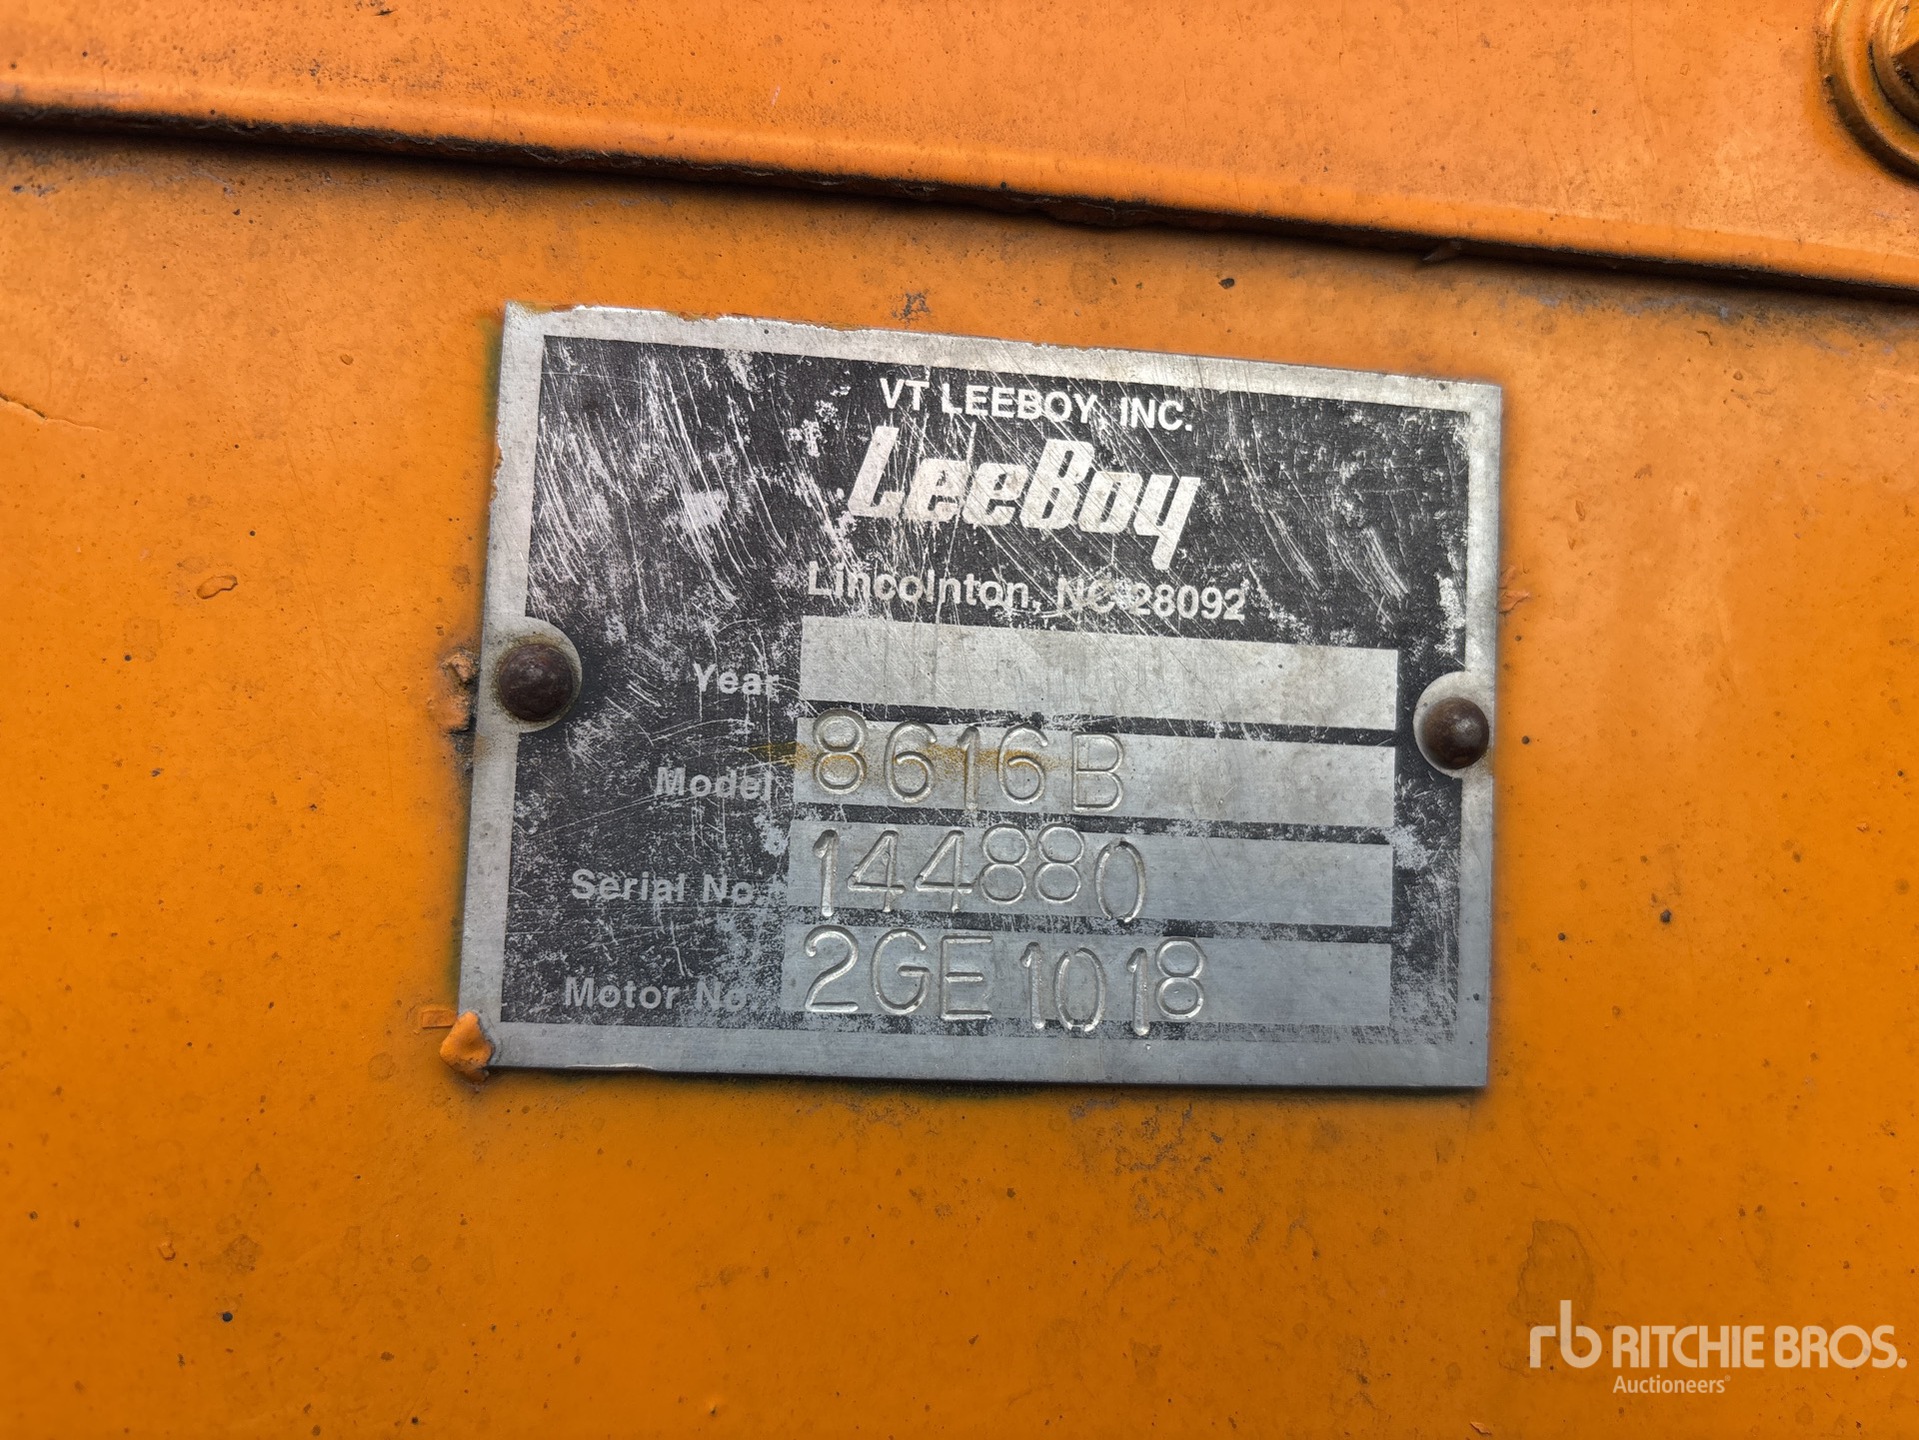 VT LEEBOY, INC.
LeeBoy
Lincolnton, NC 28092
Year
Model 8616B
Serial No. 144880
Motor No. 2GE1018
rb RITCHIE BROS.
Auctioneers